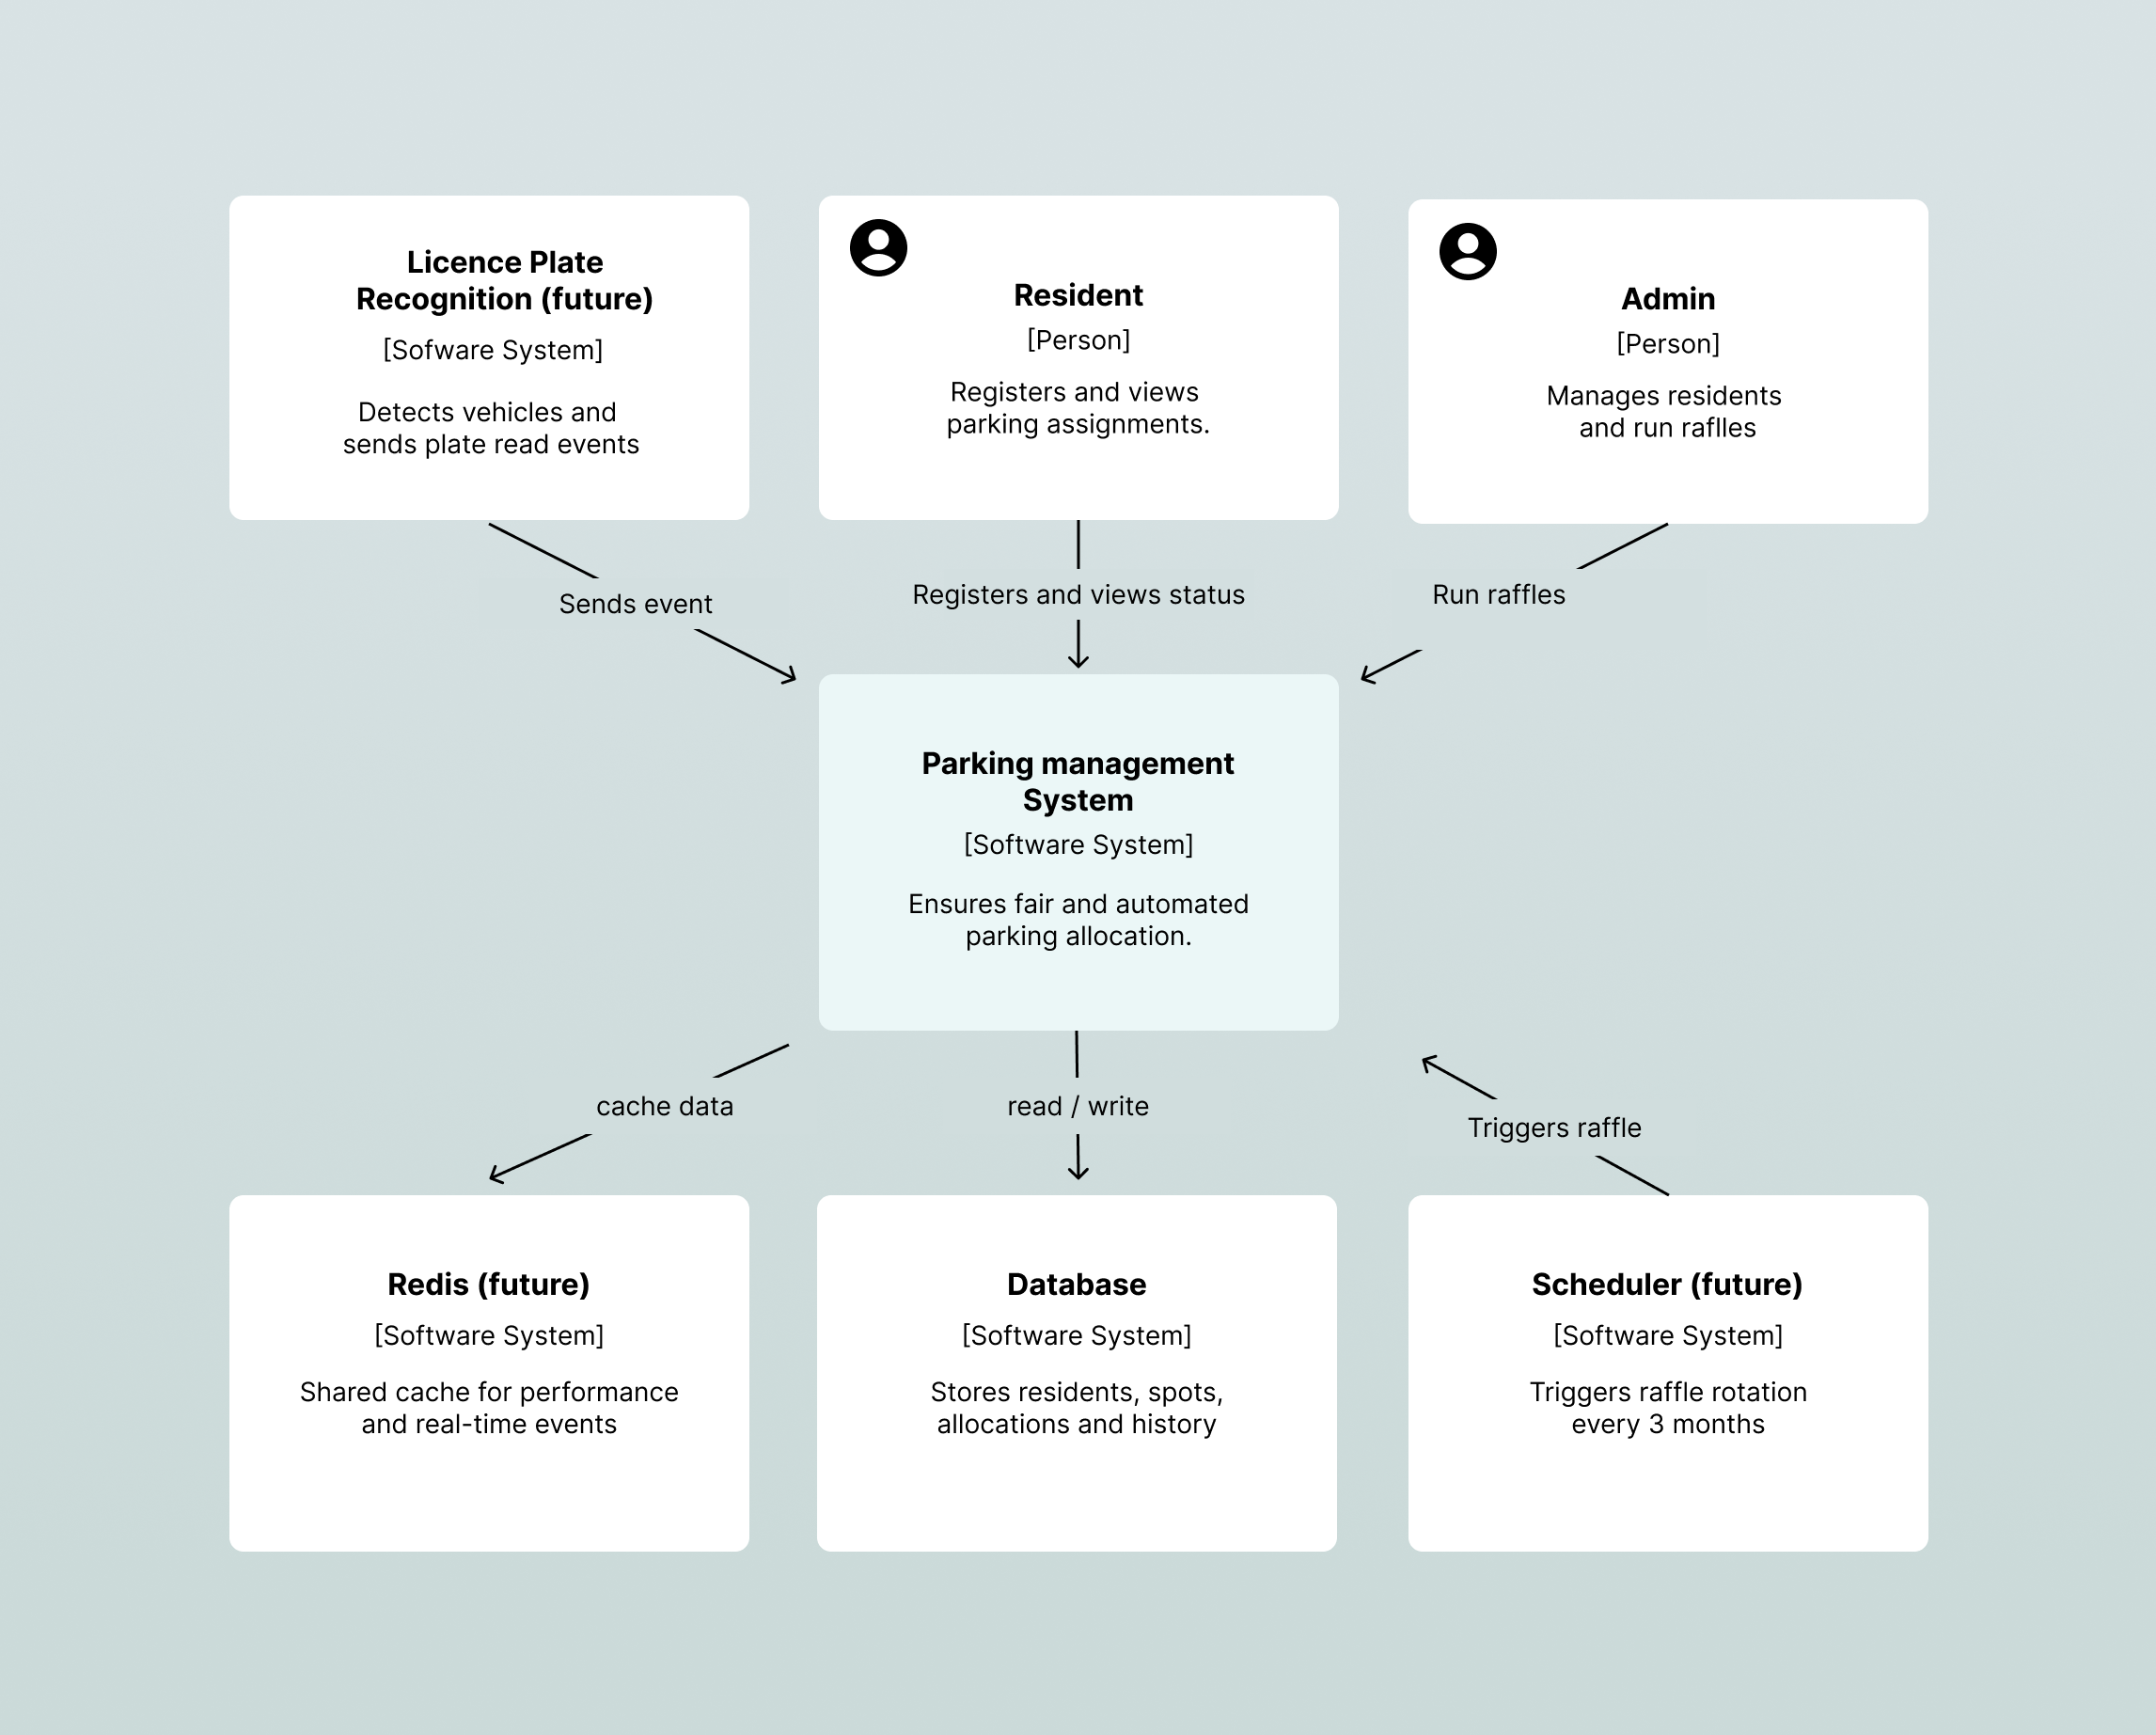 Licence Plate
Recognition (future)
[Sofware System]
Detects vehicles and
sends plate read events
Resident
[Person]
Registers and views
parking assignments.
Admin
[Person]
Manages residents
and run raflles
Sends event
Registers and views status
Run raffles
Parking management
System
[Software System]
Ensures fair and automated
parking allocation.
cache data
read / write
Triggers raffle
Redis (future)
[Software System]
Shared cache for performance
and real-time events
Database
[Software System]
Stores residents, spots,
allocations and history
Scheduler (future)
[Software System]
Triggers raffle rotation
every 3 months